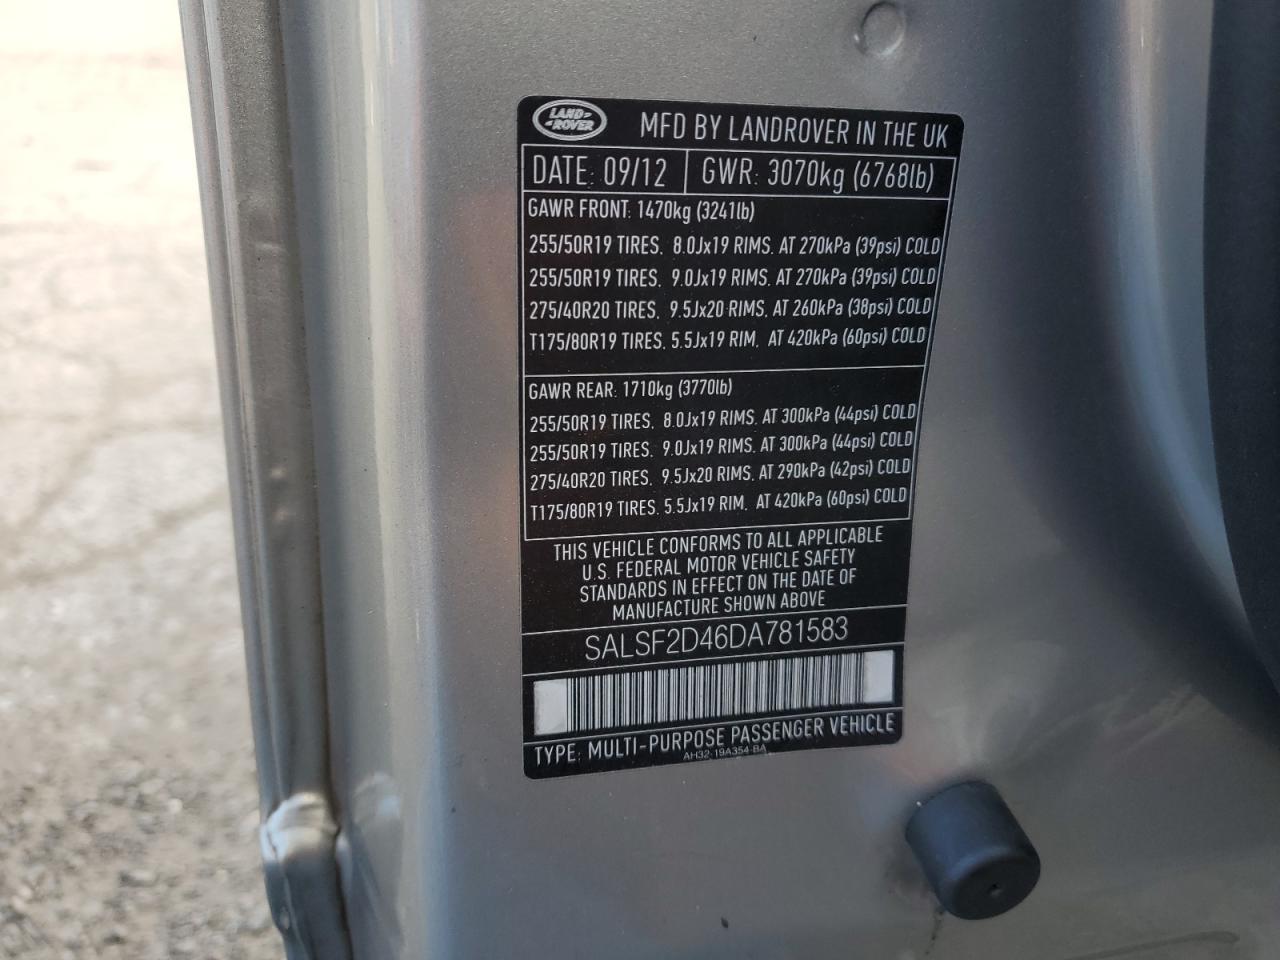 LAND-
-ROVER
MFD BY LANDROVER IN THE UK
DATE: 09/12 GWR: 3070kg (6768lb)
GAWR FRONT: 1470kg (3241lb)
255/50R19 TIRES, 8.0Jx19 RIMS, AT 270kPa (39psi) COLD
255/50R19 TIRES, 9.0Jx19 RIMS, AT 270kPa (39psi) COLD
275/40R20 TIRES, 9.5Jx20 RIMS, AT 260kPa (38psi) COLD
T175/80R19 TIRES, 5.5Jx19 RIM, AT 420kPa (60psi) COLD
GAWR REAR: 1710kg (3770lb)
255/50R19 TIRES, 8.0Jx19 RIMS, AT 300kPa (44psi) COLD
255/50R19 TIRES, 9.0Jx19 RIMS, AT 300kPa (44psi) COLD
275/40R20 TIRES, 9.5Jx20 RIMS, AT 290kPa (42psi) COLD
T175/80R19 TIRES, 5.5Jx19 RIM, AT 420kPa (60psi) COLD
THIS VEHICLE CONFORMS TO ALL APPLICABLE
U.S. FEDERAL MOTOR VEHICLE SAFETY
STANDARDS IN EFFECT ON THE DATE OF
MANUFACTURE SHOWN ABOVE
SALSF2D46DA781583
TYPE: MULTI-PURPOSE PASSENGER VEHICLE
AH32-19A354-BA